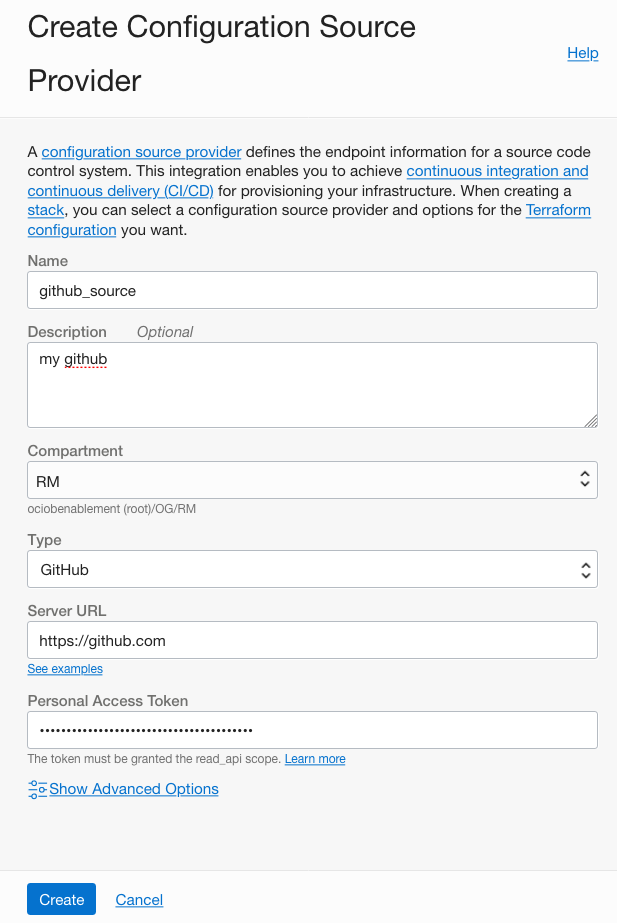 Create Configuration Source
Provider
Help
A configuration source provider defines the endpoint information for a source code
control system. This integration enables you to achieve continuous integration and
continuous delivery (CI/CD) for provisioning your infrastructure. When creating a
stack, you can select a configuration source provider and options for the Terraform
configuration you want.
Name
github_source
Description Optional
my github
Compartment
RM
ociobenablement (root)/OG/RM
Type
GitHub
Server URL
https://github.com
See examples
Personal Access Token
••••••••••••••••••••••••••••••••••••••••
The token must be granted the read_api scope. Learn more
Show Advanced Options
Create Cancel